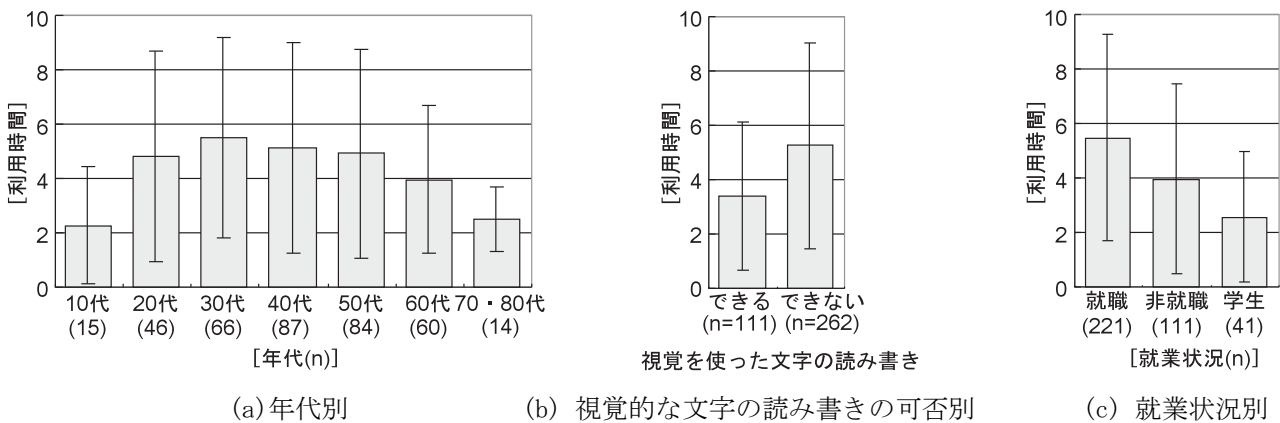 10
8
6
4
2
0
[利用時間]
10代 20代 30代 40代 50代 60代 70・80代
(15) (46) (66) (87) (84) (60) (14)
[年代(n)]
(a)年代別
10
8
6
4
2
0
[利用時間]
できる できない
(n=111) (n=262)
視覚を使った文字の読み書き
(b) 視覚的な文字の読み書きの可否別
10
8
6
4
2
0
[利用時間]
就職 非就職 学生
(221) (111) (41)
[就業状況(n)]
(c) 就業状況別